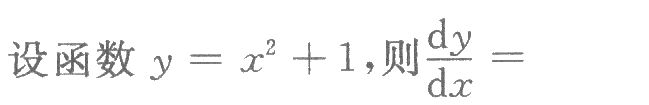 设函数 y = x² + 1,则 dy/dx =